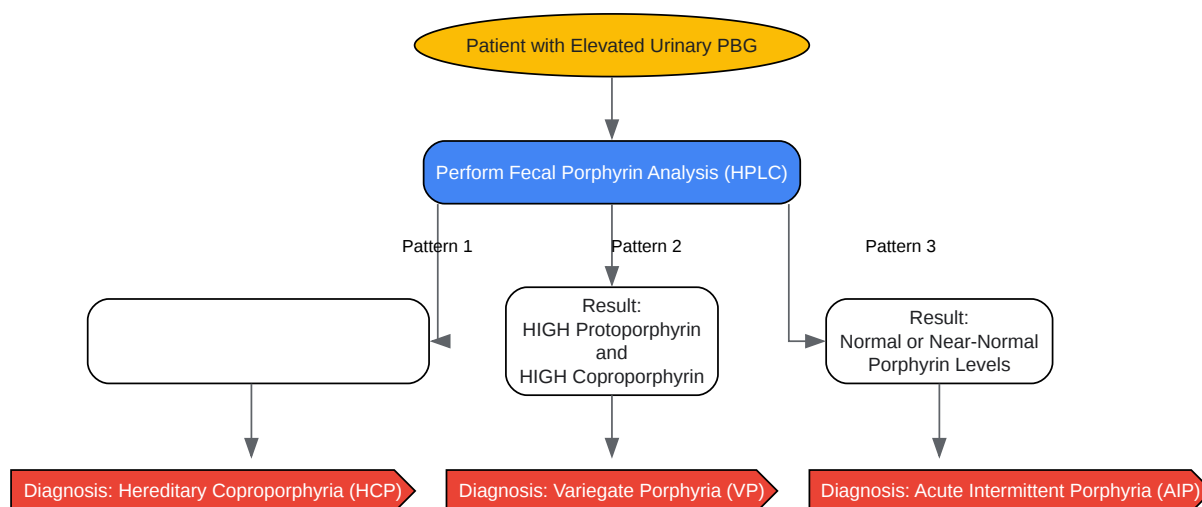 Patient with Elevated Urinary PBG
Perform Fecal Porphyrin Analysis (HPLC)
Pattern 1
Pattern 2
Pattern 3
Result:
HIGH Protoporphyrin
and
HIGH Coproporphyrin
Result:
Normal or Near-Normal
Porphyrin Levels
Diagnosis: Hereditary Coproporphyria (HCP)
Diagnosis: Variegate Porphyria (VP)
Diagnosis: Acute Intermittent Porphyria (AIP)